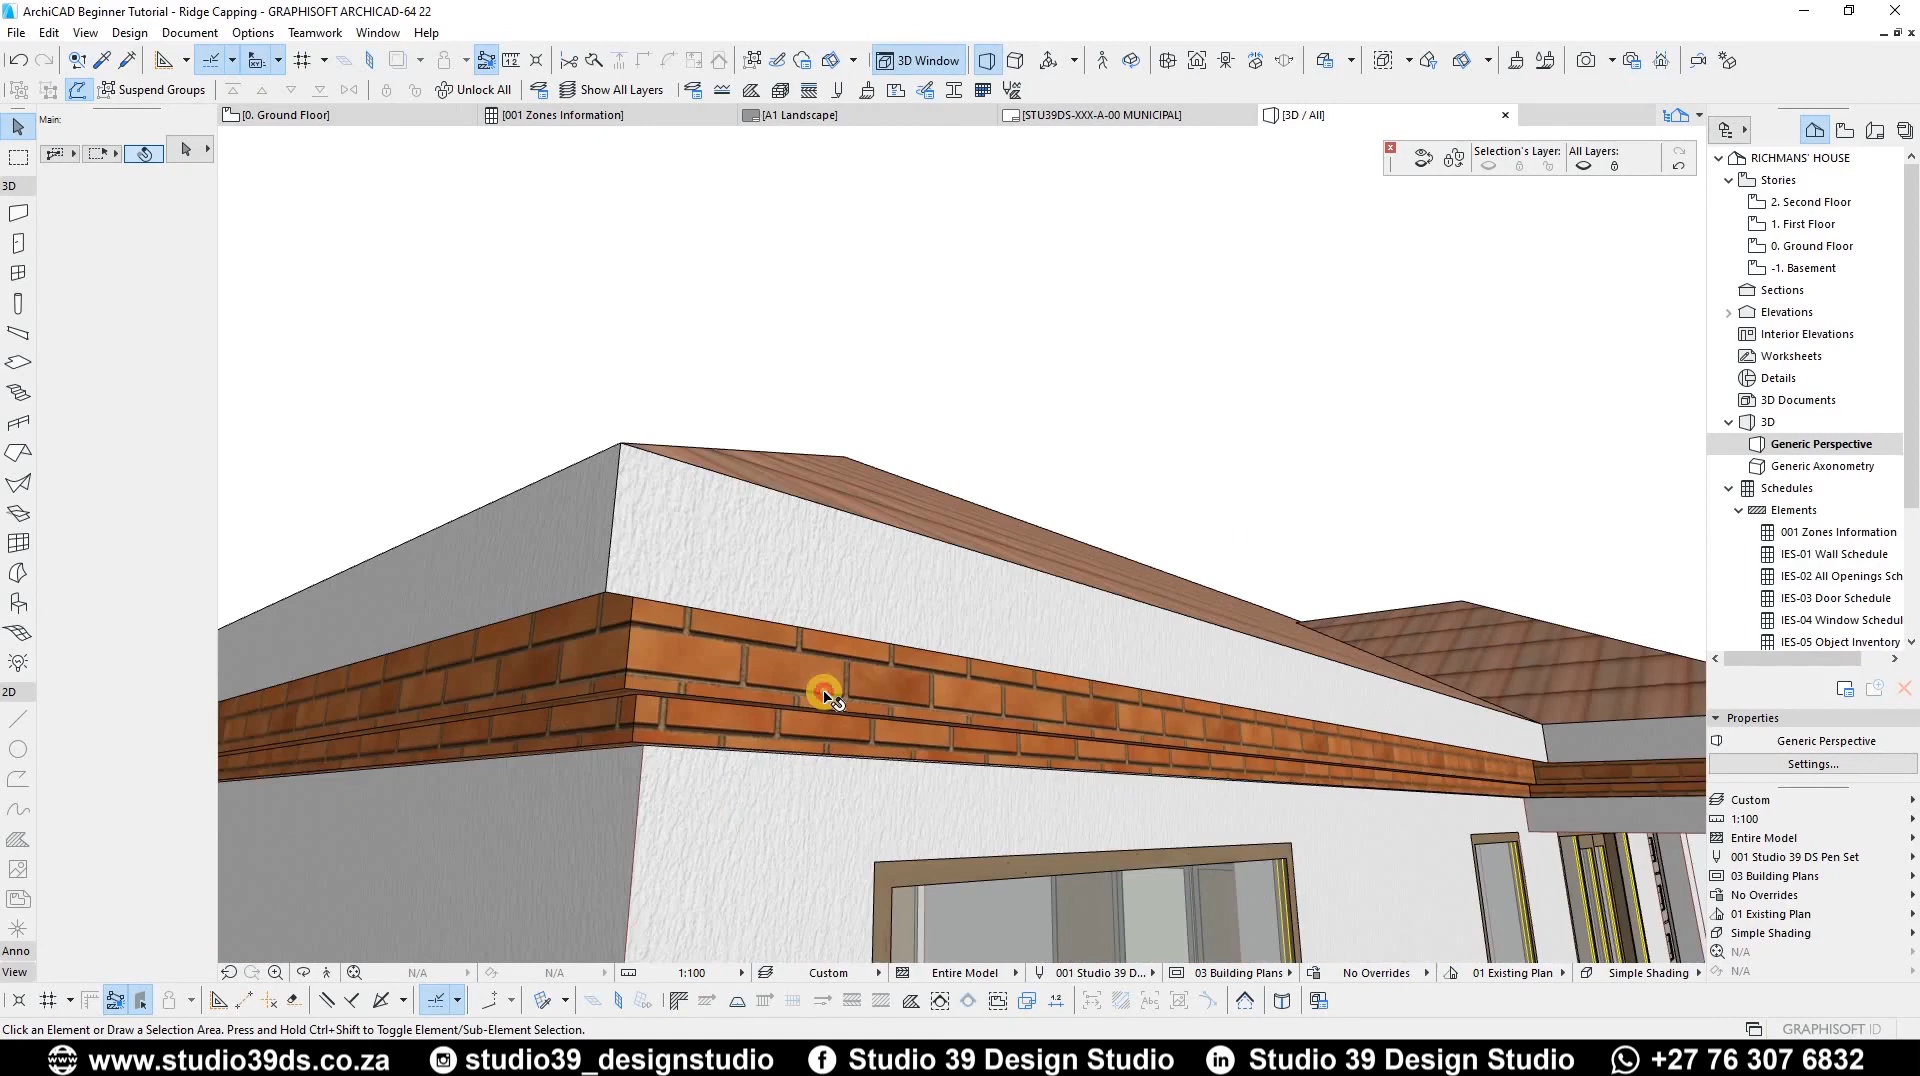 ArchiCAD Beginner Tutorial - Ridge Capping - GRAPHISOFT ARCHICAD-64 22
File Edit View Design Document Options Teamwork Window Help
3D Window
Suspend Groups Unlock All Show All Layers
Main:
[0. Ground Floor] [001 Zones Information] [A1 Landscape] [STU39DS-XXX-A-00 MUNICIPAL] [3D / All]
Selection's Layer: All Layers:
3D
2D
Anno
View
RICHMANS' HOUSE
Stories
2. Second Floor
1. First Floor
0. Ground Floor
-1. Basement
Sections
Elevations
Interior Elevations
Worksheets
Details
3D Documents
3D
Generic Perspective
Generic Axonometry
Schedules
Elements
001 Zones Information
IES-01 Wall Schedule
IES-02 All Openings Sch
IES-03 Door Schedule
IES-04 Window Schedul
IES-05 Object Inventory
Properties
Generic Perspective
Settings...
Custom
1:100
Entire Model
001 Studio 39 DS Pen Set
03 Building Plans
No Overrides
01 Existing Plan
Simple Shading
N/A
N/A
N/A N/A 1:100 Custom Entire Model 001 Studio 39 D... 03 Building Plans No Overrides 01 Existing Plan Simple Shading
Click an Element or Draw a Selection Area. Press and Hold Ctrl+Shift to Toggle Element/Sub-Element Selection.
GRAPHISOFT ID
www.studio39ds.co.za studio39_designstudio Studio 39 Design Studio Studio 39 Design Studio +27 76 307 6832